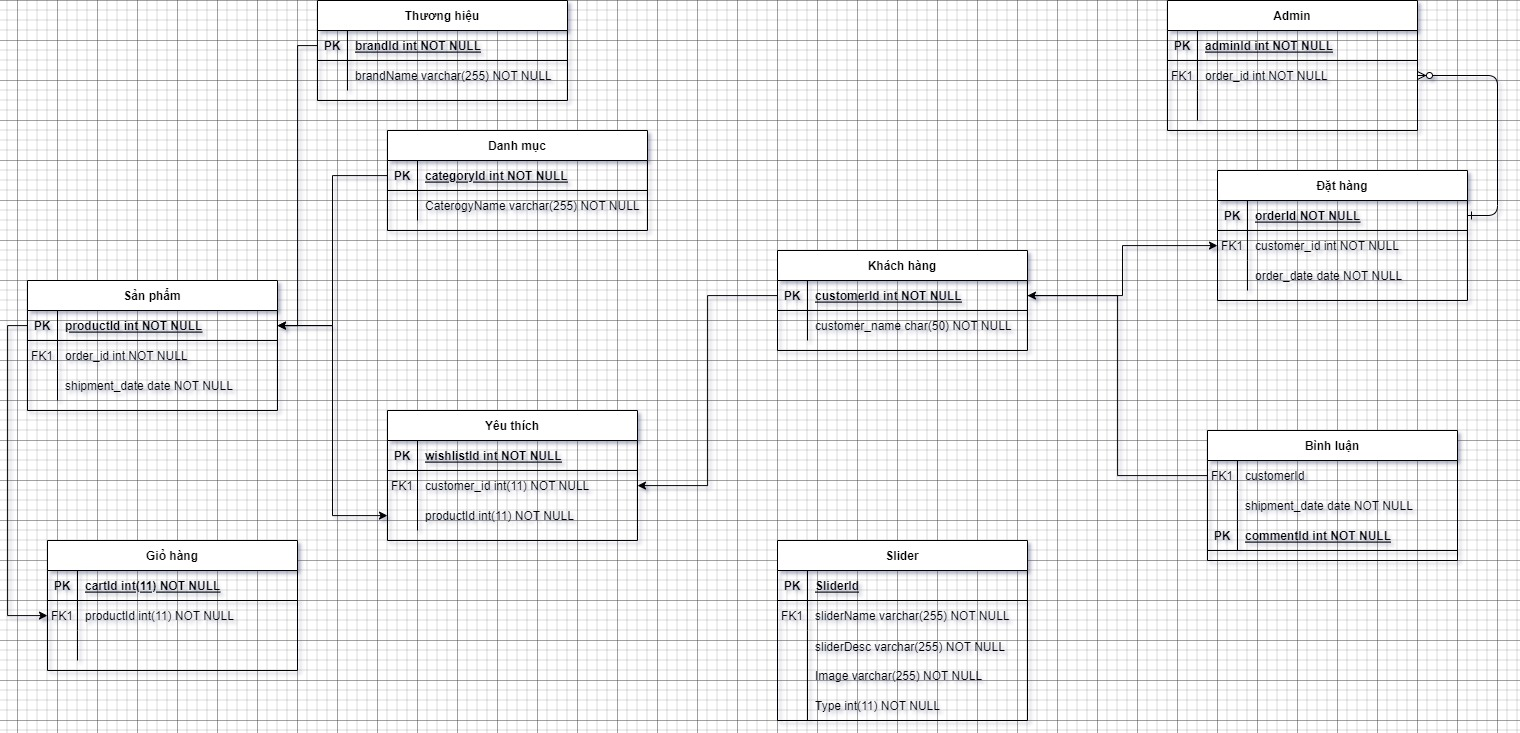 Thương hiệu
PK brandId int NOT NULL
brandName varchar(255) NOT NULL
Admin
PK adminId int NOT NULL
FK1 order_id int NOT NULL
Danh mục
PK categoryId int NOT NULL
CaterogyName varchar(255) NOT NULL
Đặt hàng
PK orderId NOT NULL
FK1 customer_id int NOT NULL
order_date date NOT NULL
Khách hàng
PK customerId int NOT NULL
customer_name char(50) NOT NULL
Sản phẩm
PK productId int NOT NULL
FK1 order_id int NOT NULL
shipment_date date NOT NULL
Yêu thích
PK wishlistId int NOT NULL
FK1 customer_id int(11) NOT NULL
productId int(11) NOT NULL
Bình luận
FK1 customerId
shipment_date date NOT NULL
PK commentId int NOT NULL
Giỏ hàng
PK cartId int(11) NOT NULL
FK1 productId int(11) NOT NULL
Slider
PK SliderId
FK1 sliderName varchar(255) NOT NULL
sliderDesc varchar(255) NOT NULL
Image varchar(255) NOT NULL
Type int(11) NOT NULL